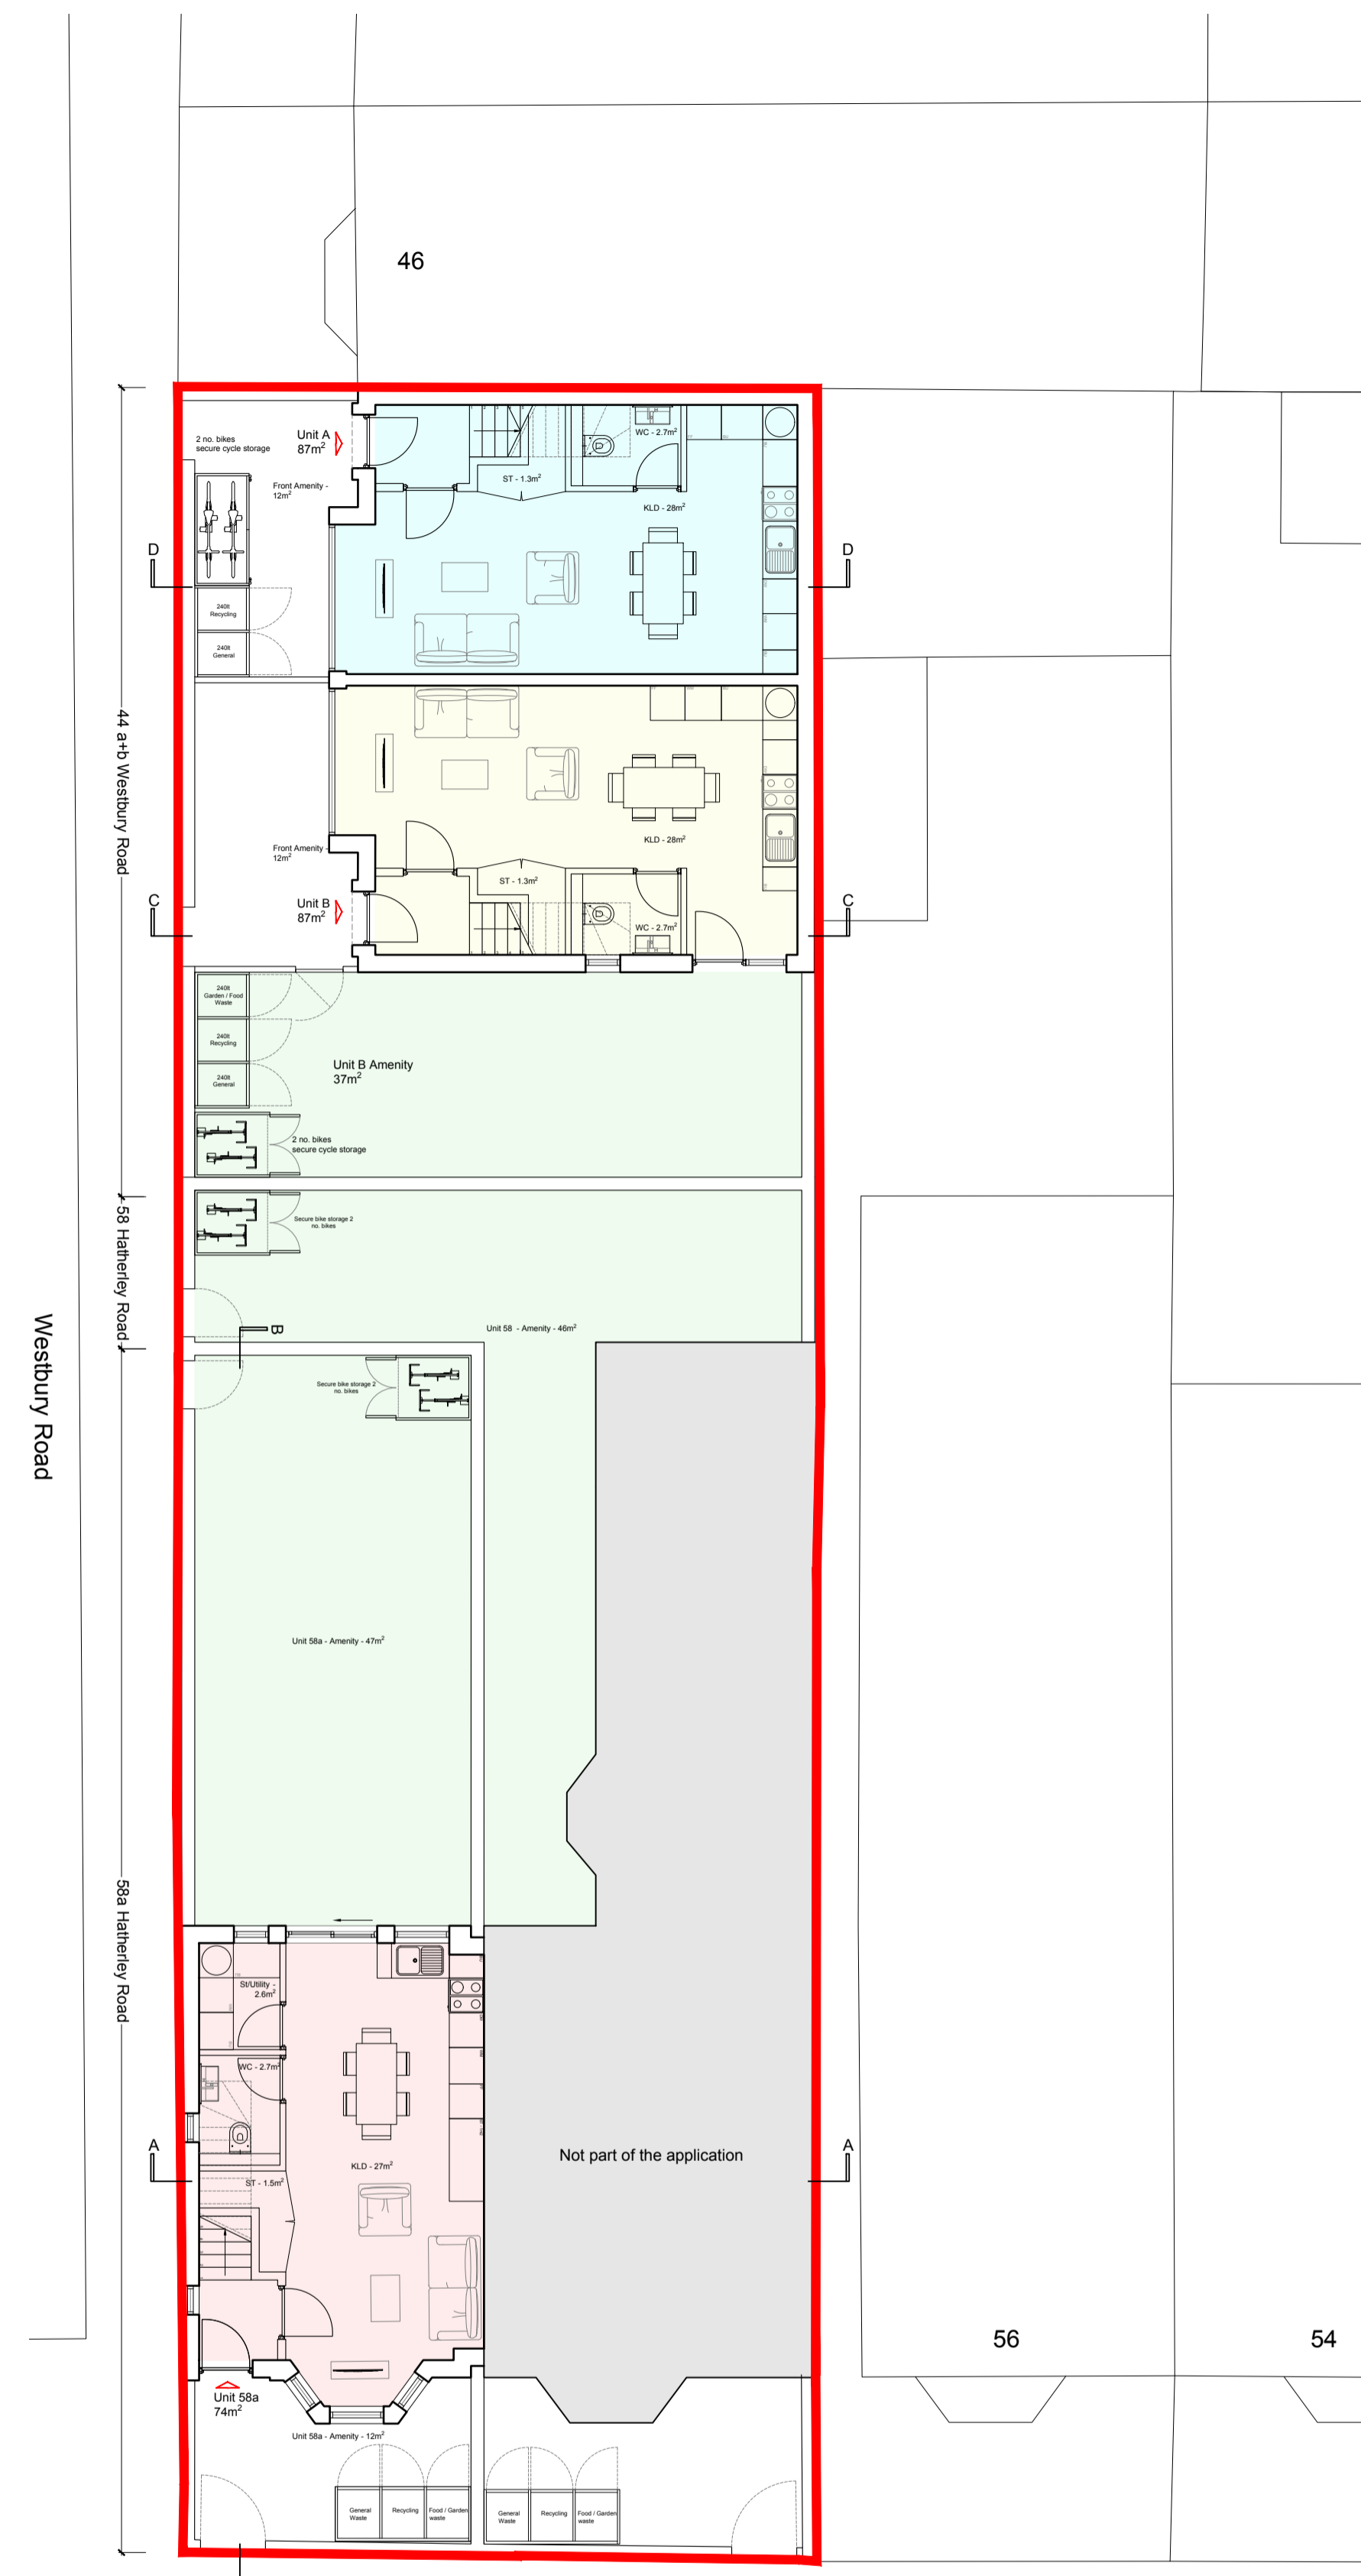 46
2 no. bikes
secure cycle storage
Unit A
87m²
Front Amenity -
12m²
WC - 2.7m²
ST - 1.3m²
KLD - 28m²
D
D
240lt
Recycling
240lt
General
44 a+b Westbury Road
KLD - 28m²
Front Amenity -
12m²
ST - 1.3m²
Unit B
87m²
WC - 2.7m²
C
C
240lt
Garden / Food
Waste
240lt
Recycling
240lt
General
Unit B Amenity
37m²
2 no. bikes
secure cycle storage
Secure bike storage 2
no. bikes
58 Hatherley Road
Unit 58 - Amenity - 46m²
B
Westbury Road
Secure bike storage 2
no. bikes
Unit 58a - Amenity - 47m²
58a Hatherley Road
St/Utility -
2.6m²
WC - 2.7m²
A
A
Not part of the application
KLD - 27m²
ST - 1.5m²
56
54
Unit 58a
74m²
Unit 58a - Amenity - 12m²
General
Waste
Recycling
Food / Garden
waste
General
Waste
Recycling
Food / Garden
waste